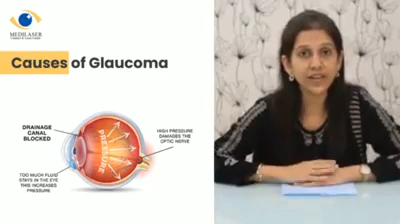 MEDILASER
Causes of Glaucoma
DRAINAGE
CANAL
BLOCKED
HIGH PRESSURE
DAMAGES THE
OPTIC NERVE
PRESSURE
TOO MUCH FLUID
STAYS IN THE EYE
THIS INCREASES
PRESSURE